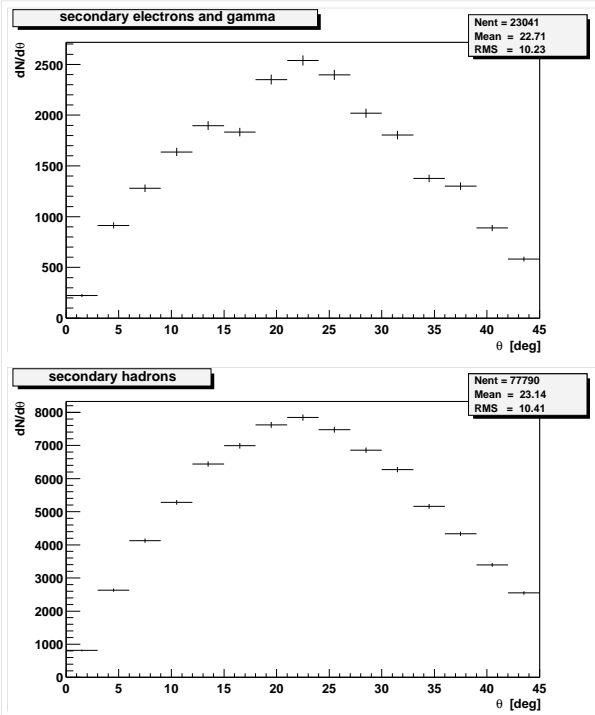 secondary electrons and gamma
Nent = 23041
Mean = 22.71
RMS = 10.23
dN/dθ
2500
2000
1500
1000
500
0
0 5 10 15 20 25 30 35 40 45
θ [deg]
secondary hadrons
Nent = 77790
Mean = 23.14
RMS = 10.41
dN/dθ
8000
7000
6000
5000
4000
3000
2000
1000
0
0 5 10 15 20 25 30 35 40 45
θ [deg]